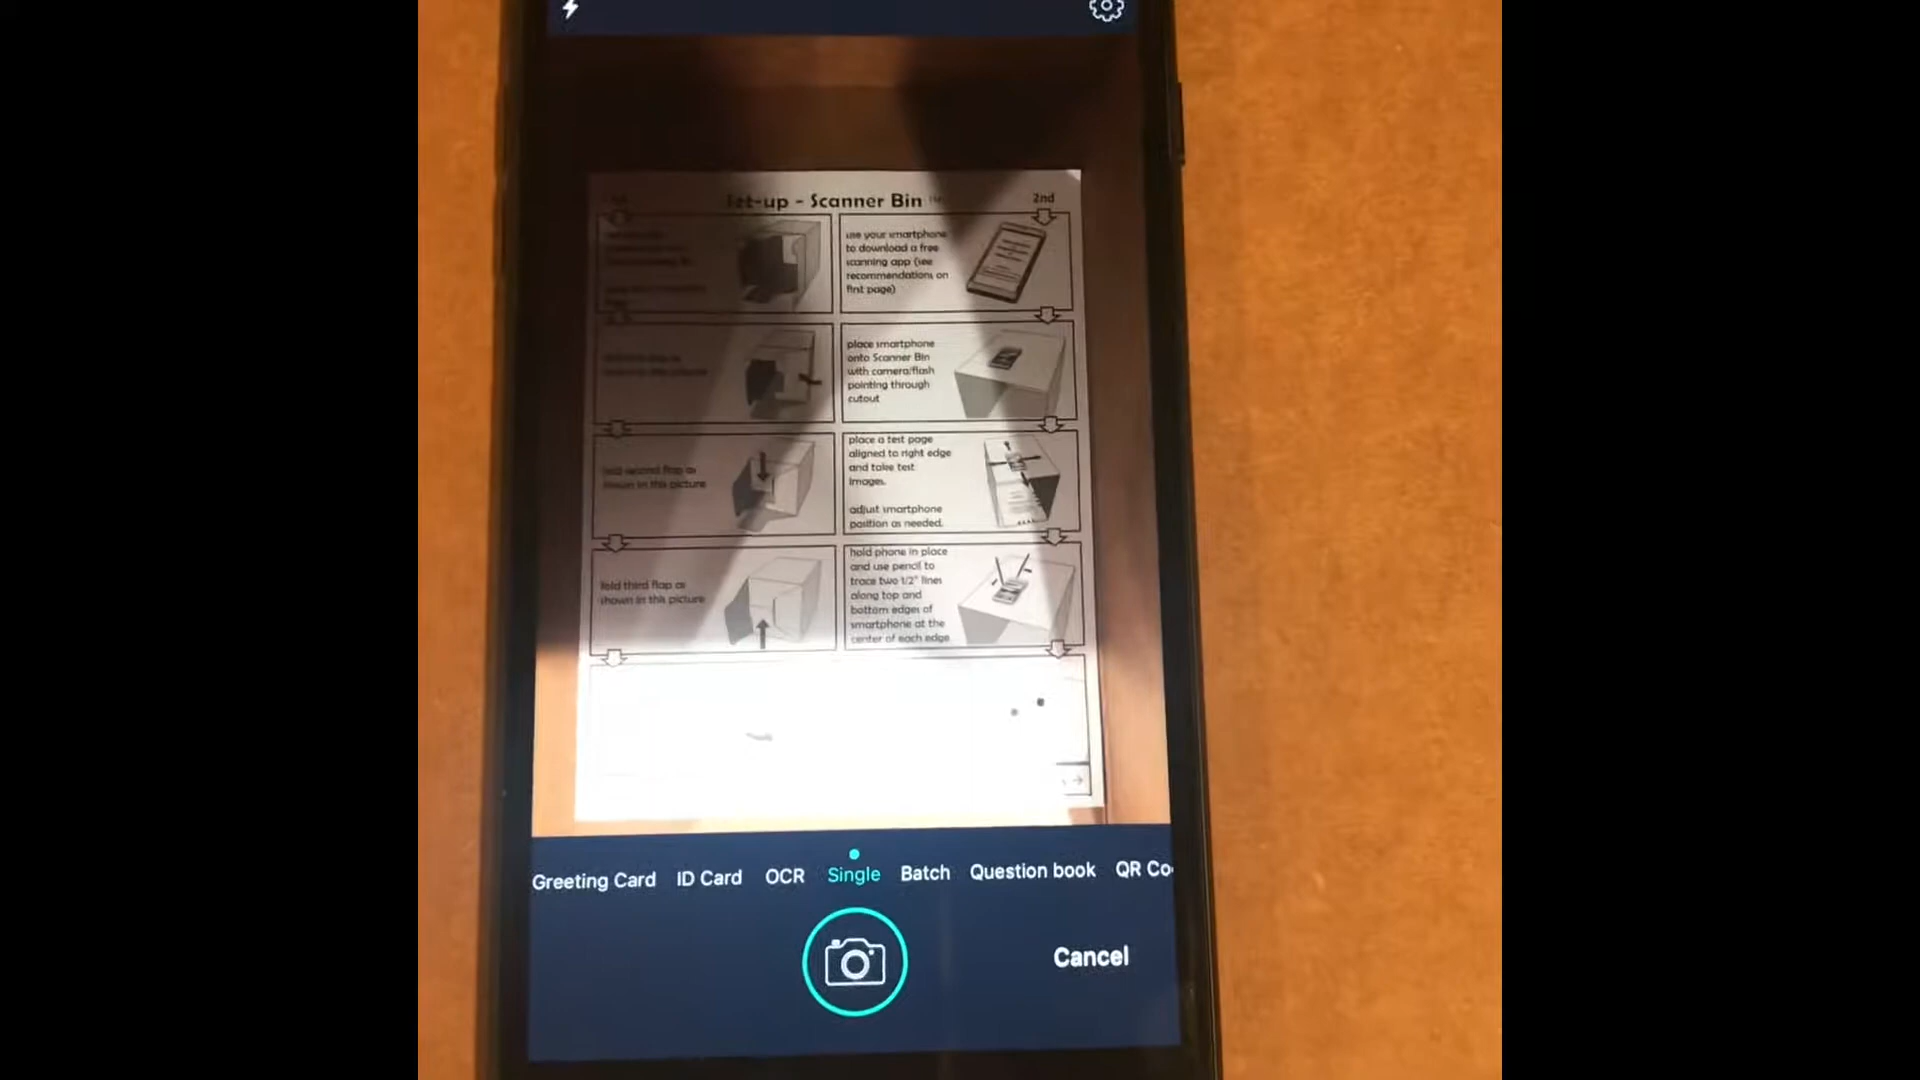 Set-up - Scanner Bin
2nd
use your smartphone
to download a free
scanning app (see
recommendations on
first page)
place smartphone
onto Scanner Bin
with camera/flash
pointing through
cutout
fold second flap as
shown in this picture
place a test page
aligned to right edge
and take test
images.
adjust smartphone
position as needed.
fold third flap as
shown in this picture
hold phone in place
and use pencil to
trace two 1/2" lines
along top and
bottom edges of
smartphone at the
center of each edge
Greeting Card ID Card OCR Single Batch Question book QR Co
Cancel